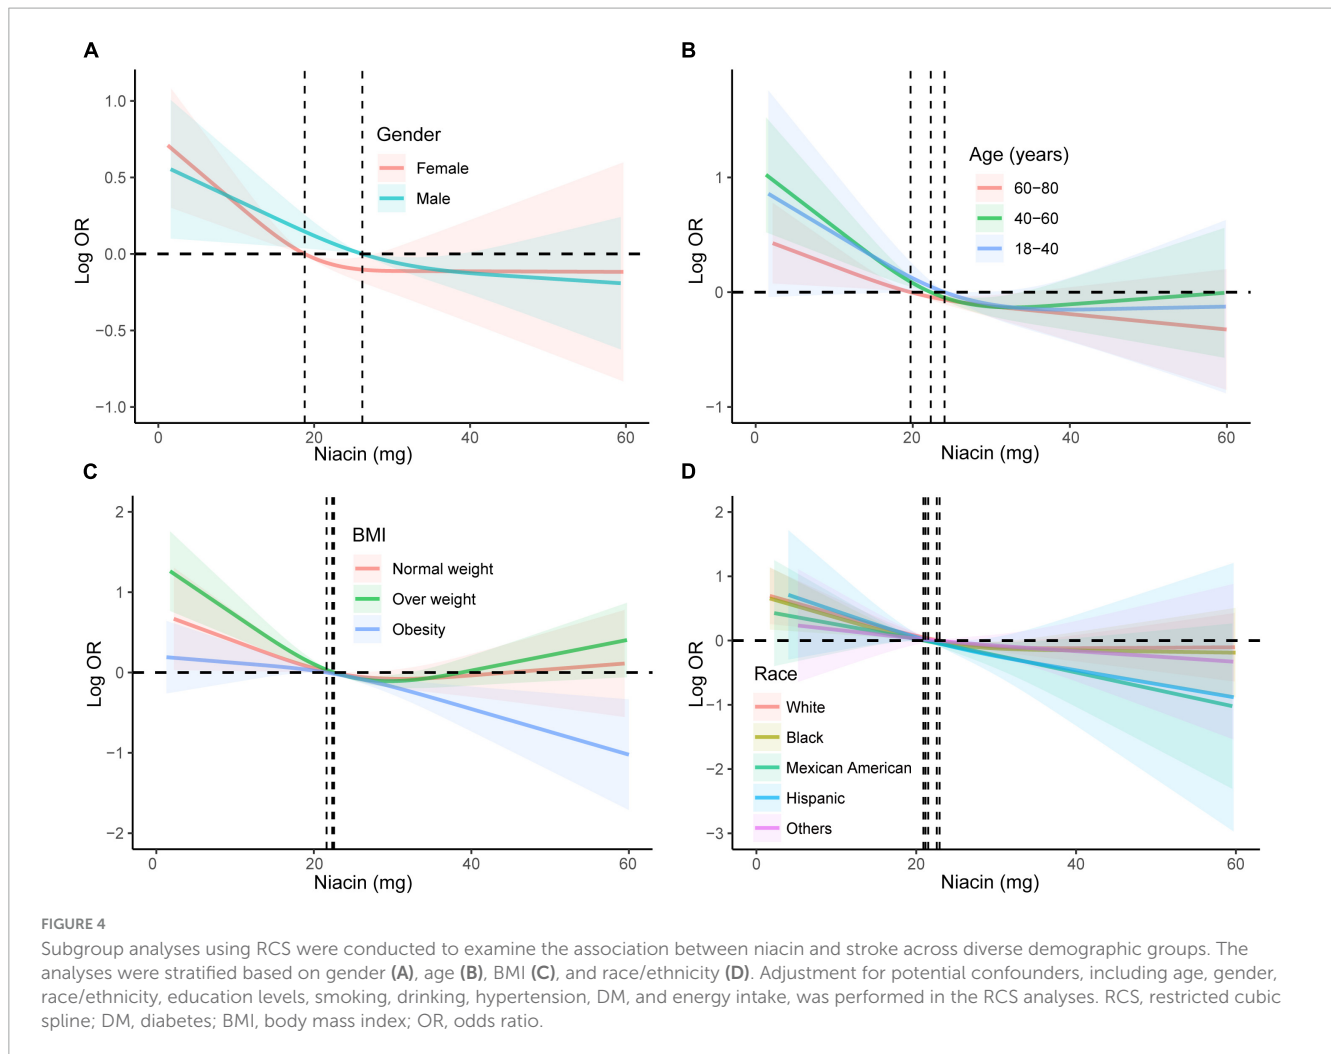 A
1.0
0.5
0.0
−0.5
−1.0
Log OR
0
20
40
60
Niacin (mg)
Gender
Female
Male
B
1
0
−1
Log OR
0
20
40
60
Niacin (mg)
Age (years)
60−80
40−60
18−40
C
2
1
0
−1
−2
Log OR
0
20
40
60
Niacin (mg)
BMI
Normal weight
Over weight
Obesity
D
2
1
0
−1
−2
−3
Log OR
0
20
40
60
Niacin (mg)
Race
White
Black
Mexican American
Hispanic
Others
FIGURE 4
Subgroup analyses using RCS were conducted to examine the association between niacin and stroke across diverse demographic groups. The
analyses were stratified based on gender (A), age (B), BMI (C), and race/ethnicity (D). Adjustment for potential confounders, including age, gender,
race/ethnicity, education levels, smoking, drinking, hypertension, DM, and energy intake, was performed in the RCS analyses. RCS, restricted cubic
spline; DM, diabetes; BMI, body mass index; OR, odds ratio.